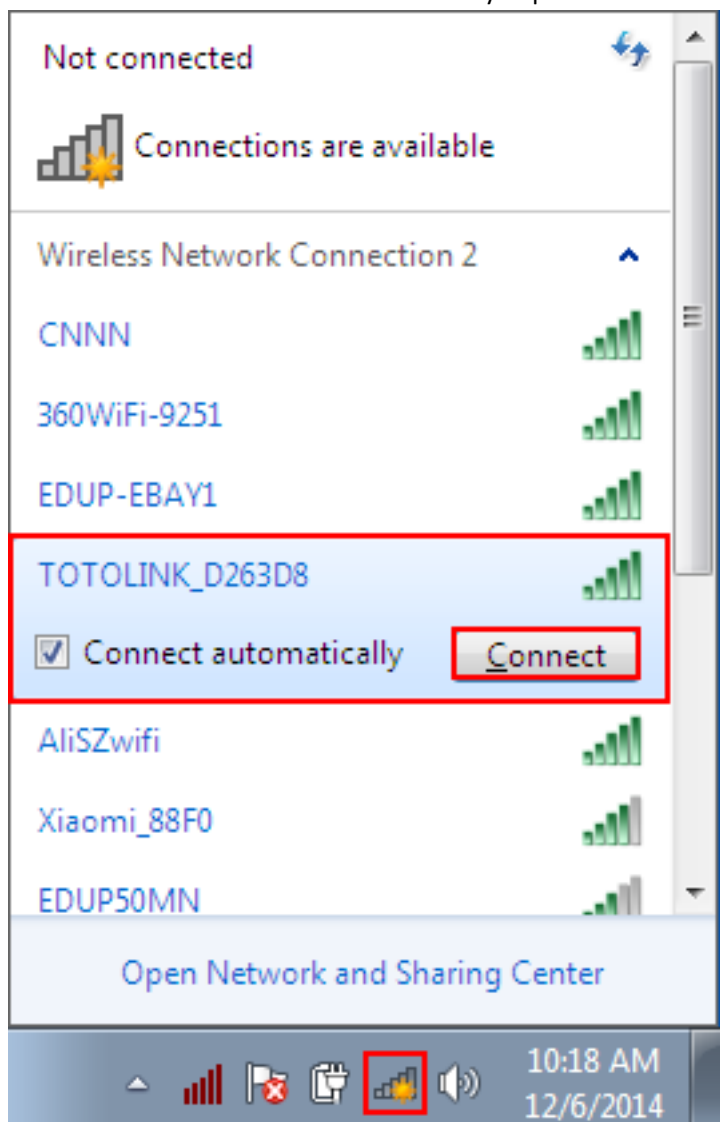 Not connected
Connections are available
Wireless Network Connection 2
CNNN
360WiFi-9251
EDUP-EBAY1
TOTOLINK_D263D8
Connect automatically Connect
AliSZwifi
Xiaomi_88F0
EDUP50MN
Open Network and Sharing Center
10:18 AM
12/6/2014